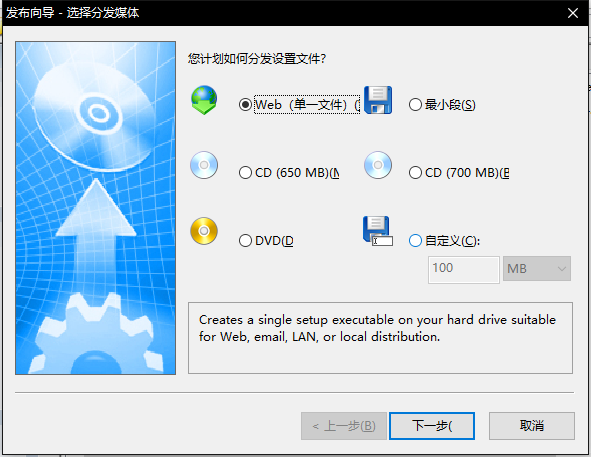 发布向导 - 选择分发媒体
您计划如何分发设置文件?
Web（单一文件）(
最小段(S)
CD (650 MB)(M
CD (700 MB)(E
DVD(D
自定义(C):
100
MB
Creates a single setup executable on your hard drive suitable
for Web, email, LAN, or local distribution.
< 上一步(B)
下一步(
取消